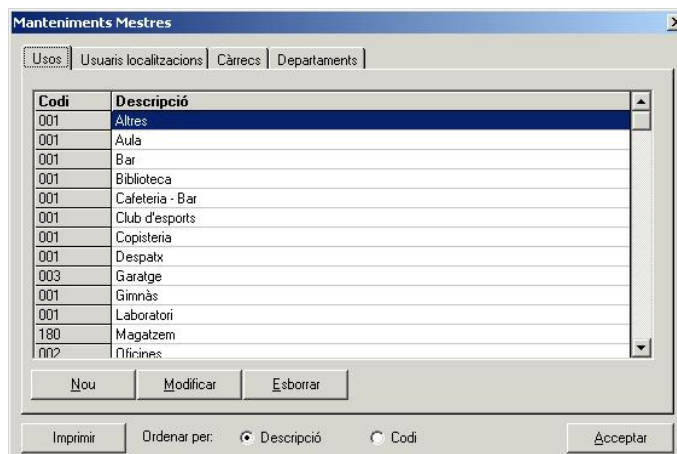 Manteniments Mestres
Usos Usuaris localitzacions Càrrecs Departaments
Codi Descripció
001 Altres
001 Aula
001 Bar
001 Biblioteca
001 Cafeteria - Bar
001 Club d'esports
001 Copisteria
001 Despatx
003 Garatge
001 Gimnàs
001 Laboratori
180 Magatzem
002 Oficines
Nou Modificar Esborrar
Imprimir Ordenar per: Descripció Codi Acceptar